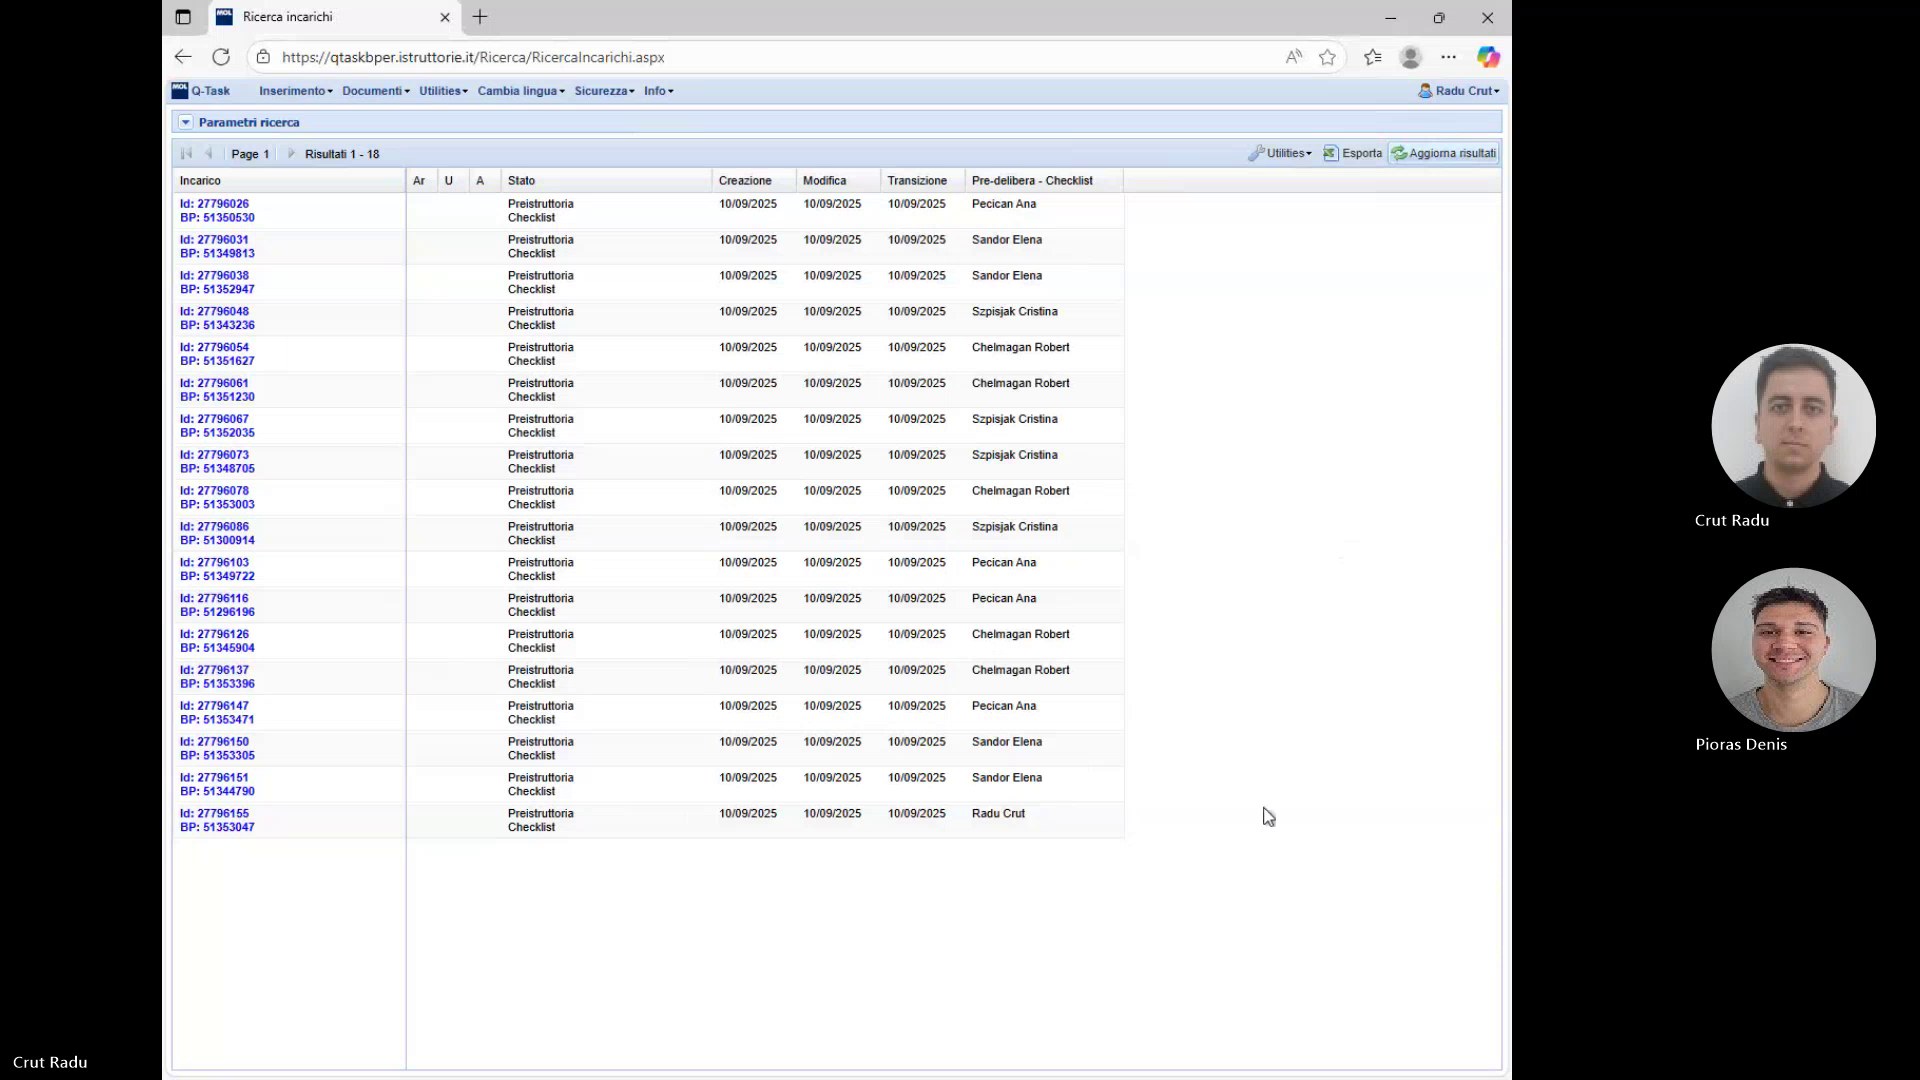 Ricerca incarichi
https://qtaskbper.istruttorie.it/Ricerca/RicercaIncarichi.aspx
MOL Q-Task Inserimento Documenti Utilities Cambia lingua Sicurezza Info Radu Crut
Parametri ricerca
Page 1 Risultati 1 - 18 Utilities Esporta Aggiorna risultati
Incarico Ar U A Stato Creazione Modifica Transizione Pre-delibera - Checklist
Id: 27796026 Preistruttoria 10/09/2025 10/09/2025 10/09/2025 Pecican Ana
BP: 51350530 Checklist
Id: 27796031 Preistruttoria 10/09/2025 10/09/2025 10/09/2025 Sandor Elena
BP: 51349813 Checklist
Id: 27796038 Preistruttoria 10/09/2025 10/09/2025 10/09/2025 Sandor Elena
BP: 51352947 Checklist
Id: 27796048 Preistruttoria 10/09/2025 10/09/2025 10/09/2025 Szpisjak Cristina
BP: 51343236 Checklist
Id: 27796054 Preistruttoria 10/09/2025 10/09/2025 10/09/2025 Chelmagan Robert
BP: 51351627 Checklist
Id: 27796061 Preistruttoria 10/09/2025 10/09/2025 10/09/2025 Chelmagan Robert
BP: 51351230 Checklist
Id: 27796067 Preistruttoria 10/09/2025 10/09/2025 10/09/2025 Szpisjak Cristina
BP: 51352035 Checklist
Id: 27796073 Preistruttoria 10/09/2025 10/09/2025 10/09/2025 Szpisjak Cristina
BP: 51348705 Checklist
Id: 27796078 Preistruttoria 10/09/2025 10/09/2025 10/09/2025 Chelmagan Robert
BP: 51353003 Checklist
Id: 27796086 Preistruttoria 10/09/2025 10/09/2025 10/09/2025 Szpisjak Cristina
BP: 51300914 Checklist
Id: 27796103 Preistruttoria 10/09/2025 10/09/2025 10/09/2025 Pecican Ana
BP: 51349722 Checklist
Id: 27796116 Preistruttoria 10/09/2025 10/09/2025 10/09/2025 Pecican Ana
BP: 51296196 Checklist
Id: 27796126 Preistruttoria 10/09/2025 10/09/2025 10/09/2025 Chelmagan Robert
BP: 51345904 Checklist
Id: 27796137 Preistruttoria 10/09/2025 10/09/2025 10/09/2025 Chelmagan Robert
BP: 51353396 Checklist
Id: 27796147 Preistruttoria 10/09/2025 10/09/2025 10/09/2025 Pecican Ana
BP: 51353471 Checklist
Id: 27796150 Preistruttoria 10/09/2025 10/09/2025 10/09/2025 Sandor Elena
BP: 51353305 Checklist
Id: 27796151 Preistruttoria 10/09/2025 10/09/2025 10/09/2025 Sandor Elena
BP: 51344790 Checklist
Id: 27796155 Preistruttoria 10/09/2025 10/09/2025 10/09/2025 Radu Crut
BP: 51353047 Checklist
Crut Radu
Pioras Denis
Crut Radu